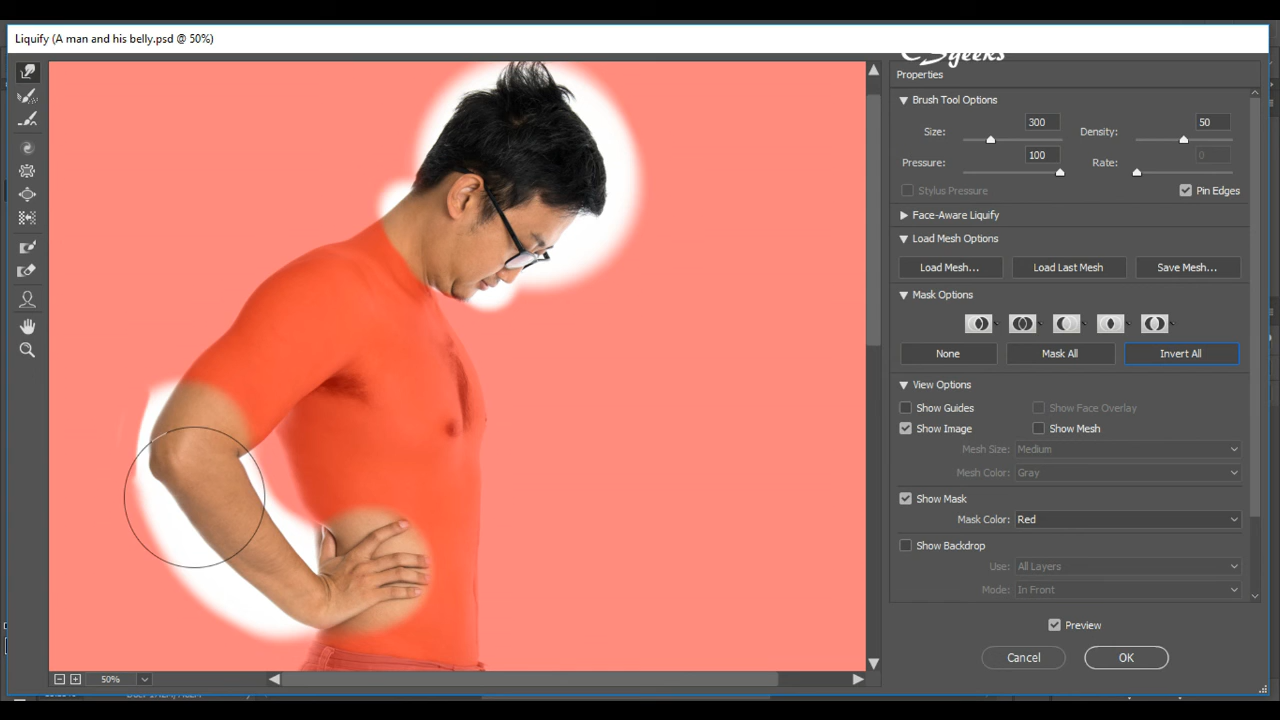 Liquify (A man and his belly.psd @ 50%)
Properties
Brush Tool Options
Size: 300 Density: 50
Pressure: 100 Rate: 0
Stylus Pressure Pin Edges
Face-Aware Liquify
Load Mesh Options
Load Mesh... Load Last Mesh Save Mesh...
Mask Options
None Mask All Invert All
View Options
Show Guides Show Face Overlay
Show Image Show Mesh
Mesh Size: Medium
Mesh Color: Gray
Show Mask
Mask Color: Red
Show Backdrop
Use: All Layers
Mode: In Front
Preview
50% Cancel OK